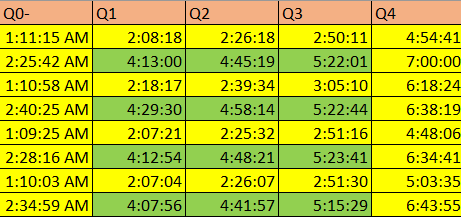 Q0- Q1 Q2 Q3 Q4
1:11:15 AM 2:08:18 2:26:18 2:50:11 4:54:41
2:25:42 AM 4:13:00 4:45:19 5:22:01 7:00:00
1:10:58 AM 2:18:17 2:39:34 3:05:10 6:18:24
2:40:25 AM 4:29:30 4:58:14 5:22:44 6:38:19
1:09:25 AM 2:07:21 2:25:32 2:51:16 4:48:06
2:28:16 AM 4:12:54 4:48:21 5:23:41 6:34:41
1:10:03 AM 2:07:04 2:26:07 2:51:30 5:03:35
2:34:59 AM 4:07:56 4:41:57 5:15:29 6:43:55